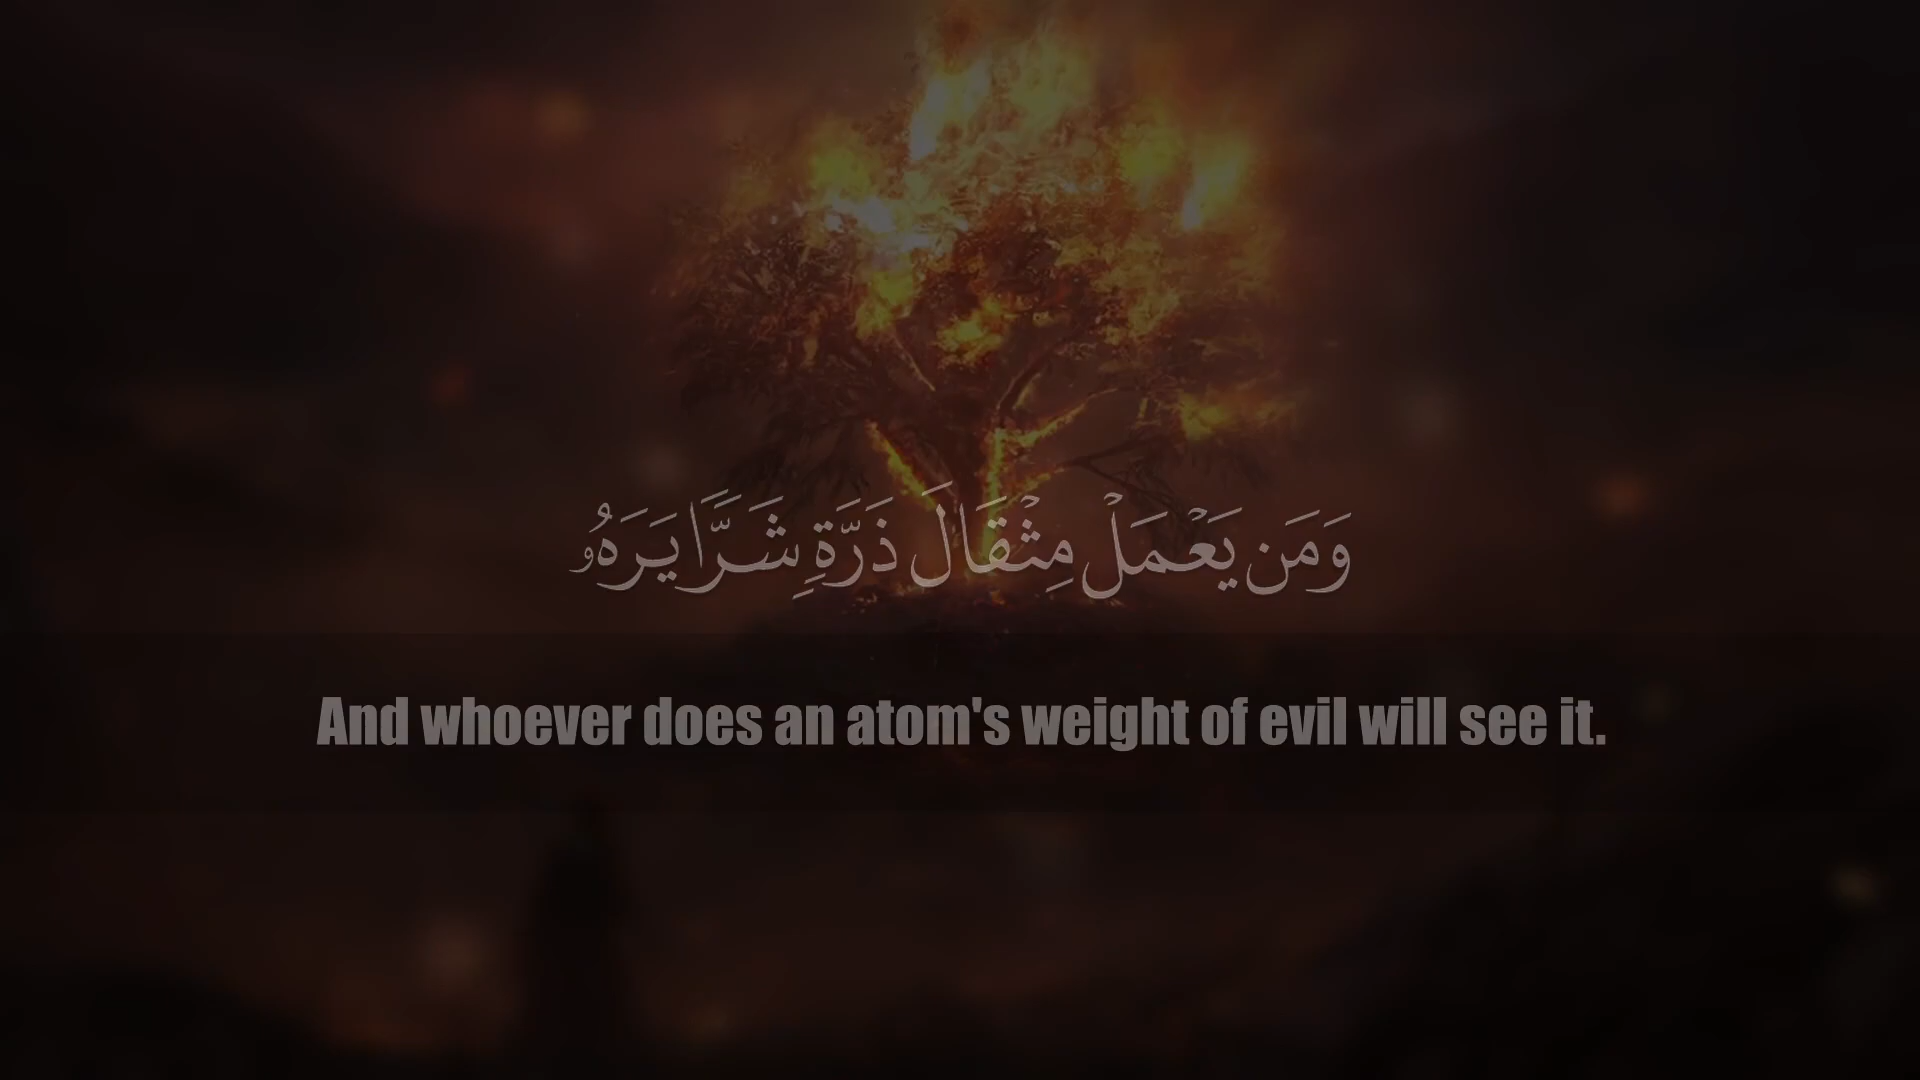 وَمَن يَعْمَلْ مِثْقَالَ ذَرَّةٍ شَرًّا يَرَهُۥ
And whoever does an atom's weight of evil will see it.